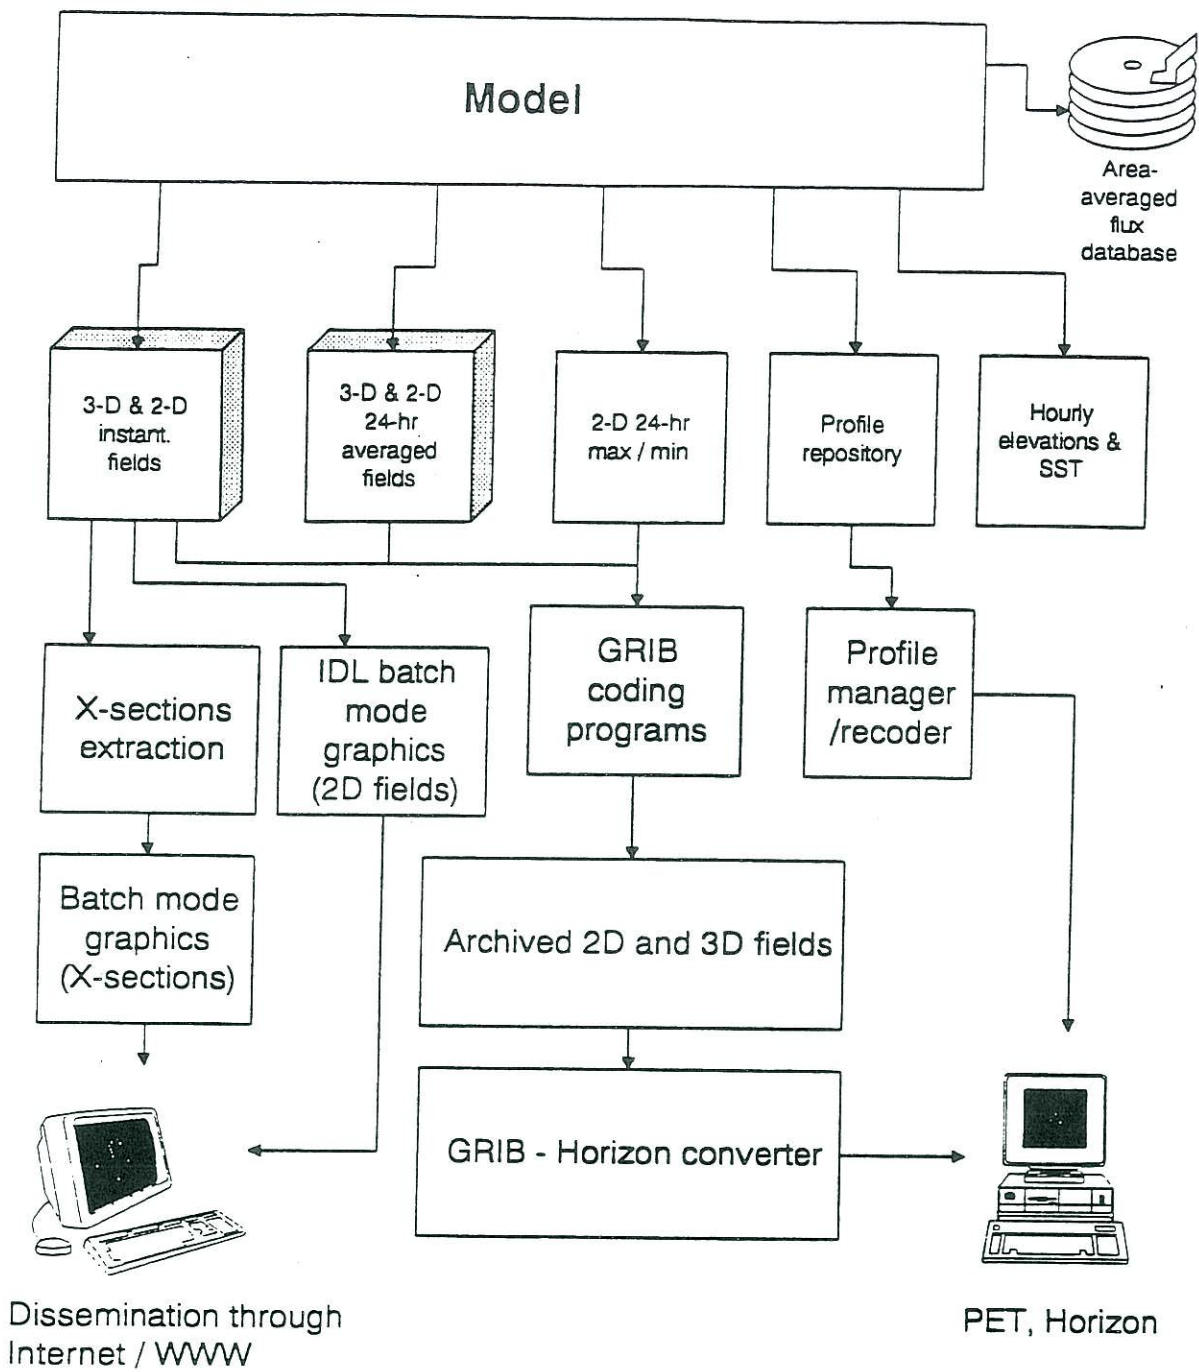 Model
Area-
averaged
flux
database
3-D & 2-D
instant.
fields
3-D & 2-D
24-hr
averaged
fields
2-D 24-hr
max / min
Profile
repository
Hourly
elevations &
SST
X-sections
extraction
IDL batch
mode
graphics
(2D fields)
GRIB
coding
programs
Profile
manager
/recoder
Batch mode
graphics
(X-sections)
Archived 2D and 3D fields
GRIB - Horizon converter
Dissemination through
Internet / WWW
PET, Horizon